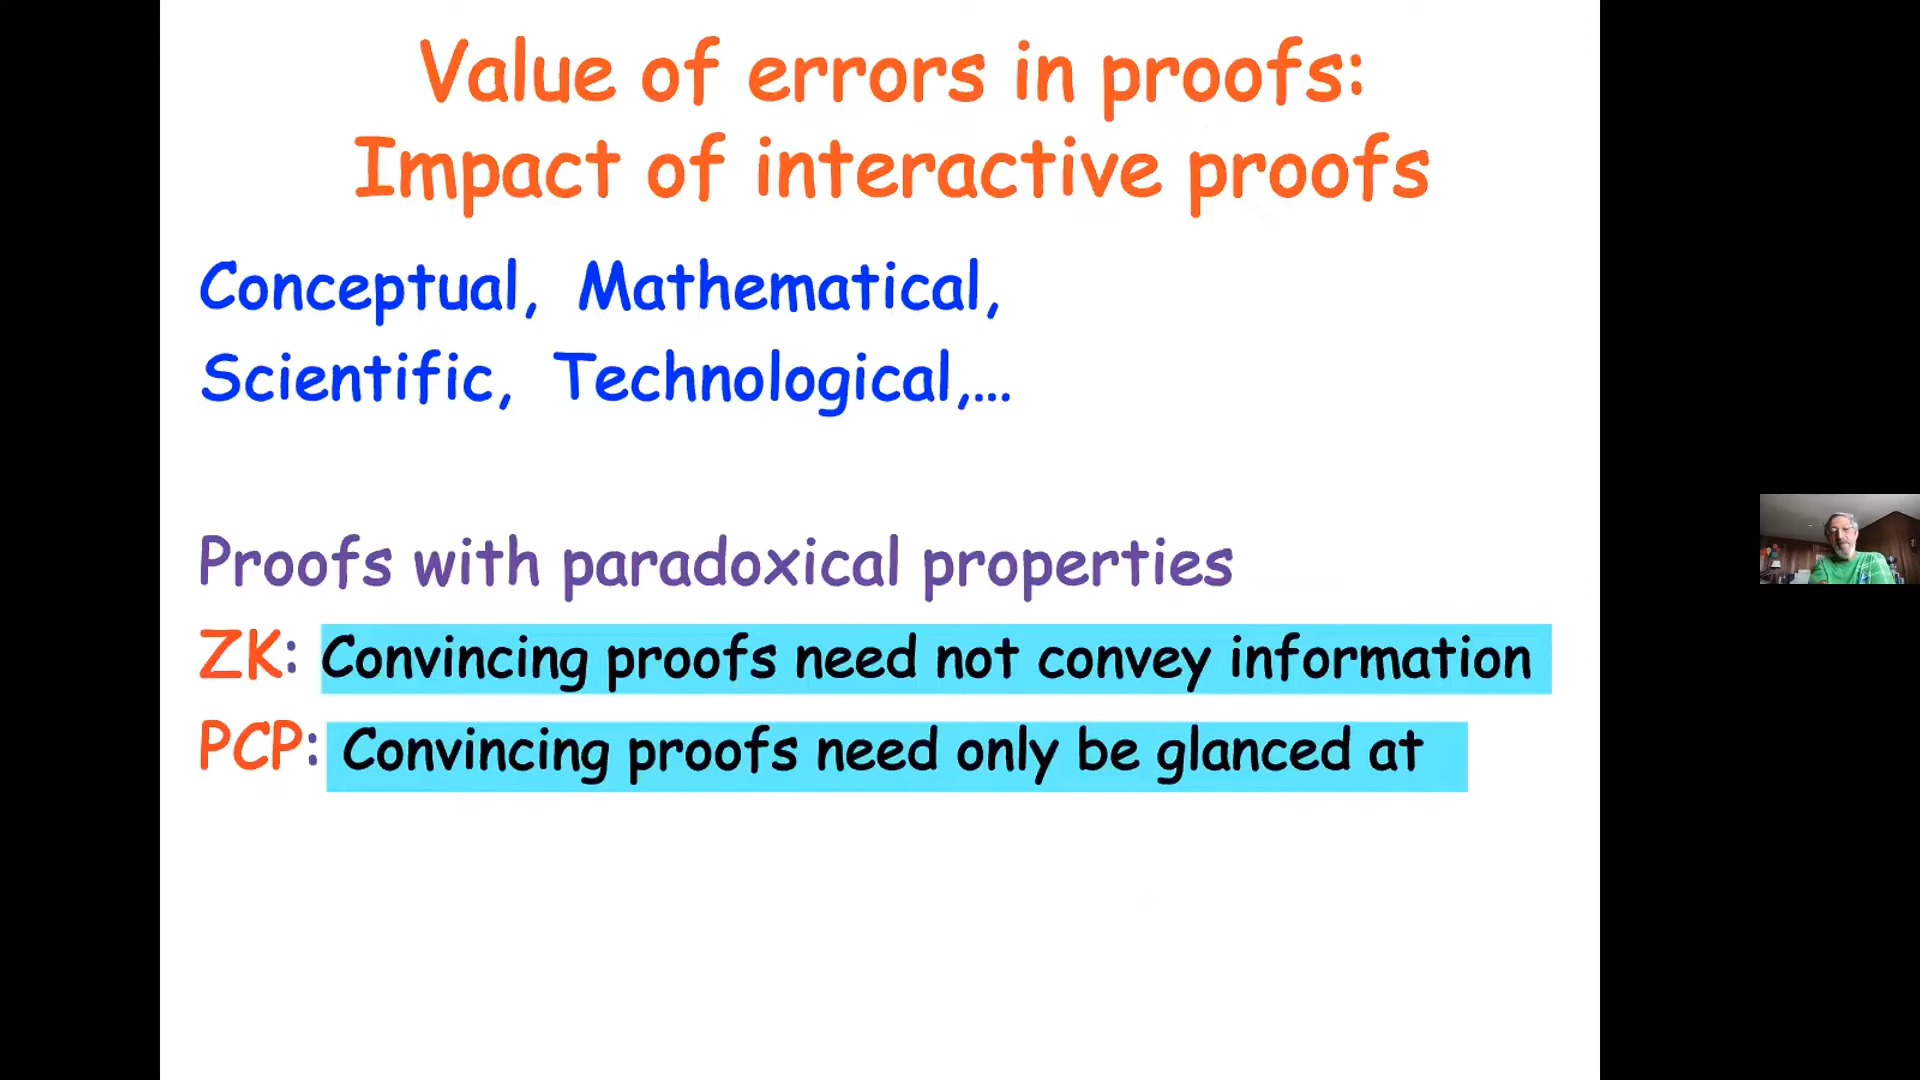 Value of errors in proofs:
Impact of interactive proofs
Conceptual, Mathematical,
Scientific, Technological,...
Proofs with paradoxical properties
ZK: Convincing proofs need not convey information
PCP: Convincing proofs need only be glanced at